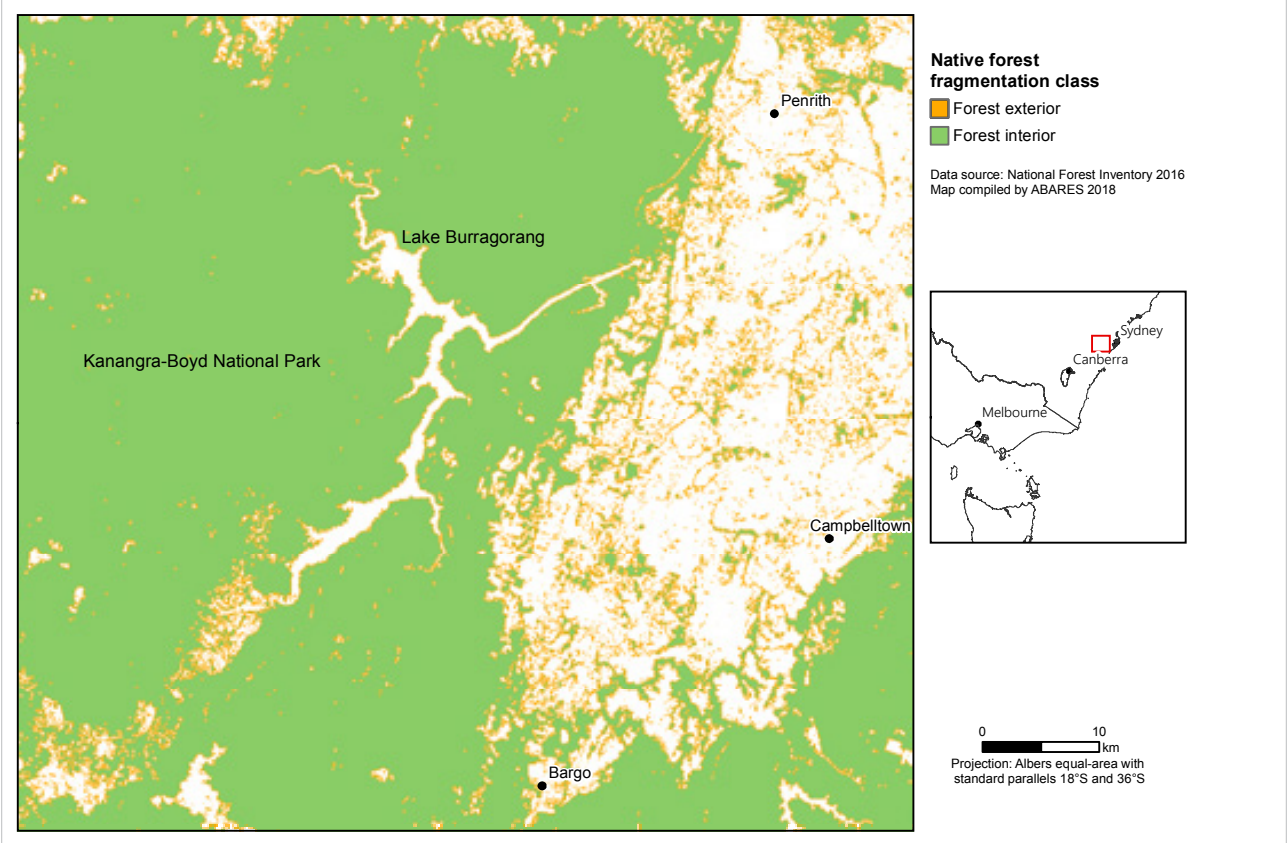 Penrith
Lake Burragorang
Kanangra-Boyd National Park
Campbelltown
Bargo
Native forest
fragmentation class
Forest exterior
Forest interior
Data source: National Forest Inventory 2016
Map compiled by ABARES 2018
Sydney
Canberra
Melbourne
0 10
km
Projection: Albers equal-area with
standard parallels 18°S and 36°S